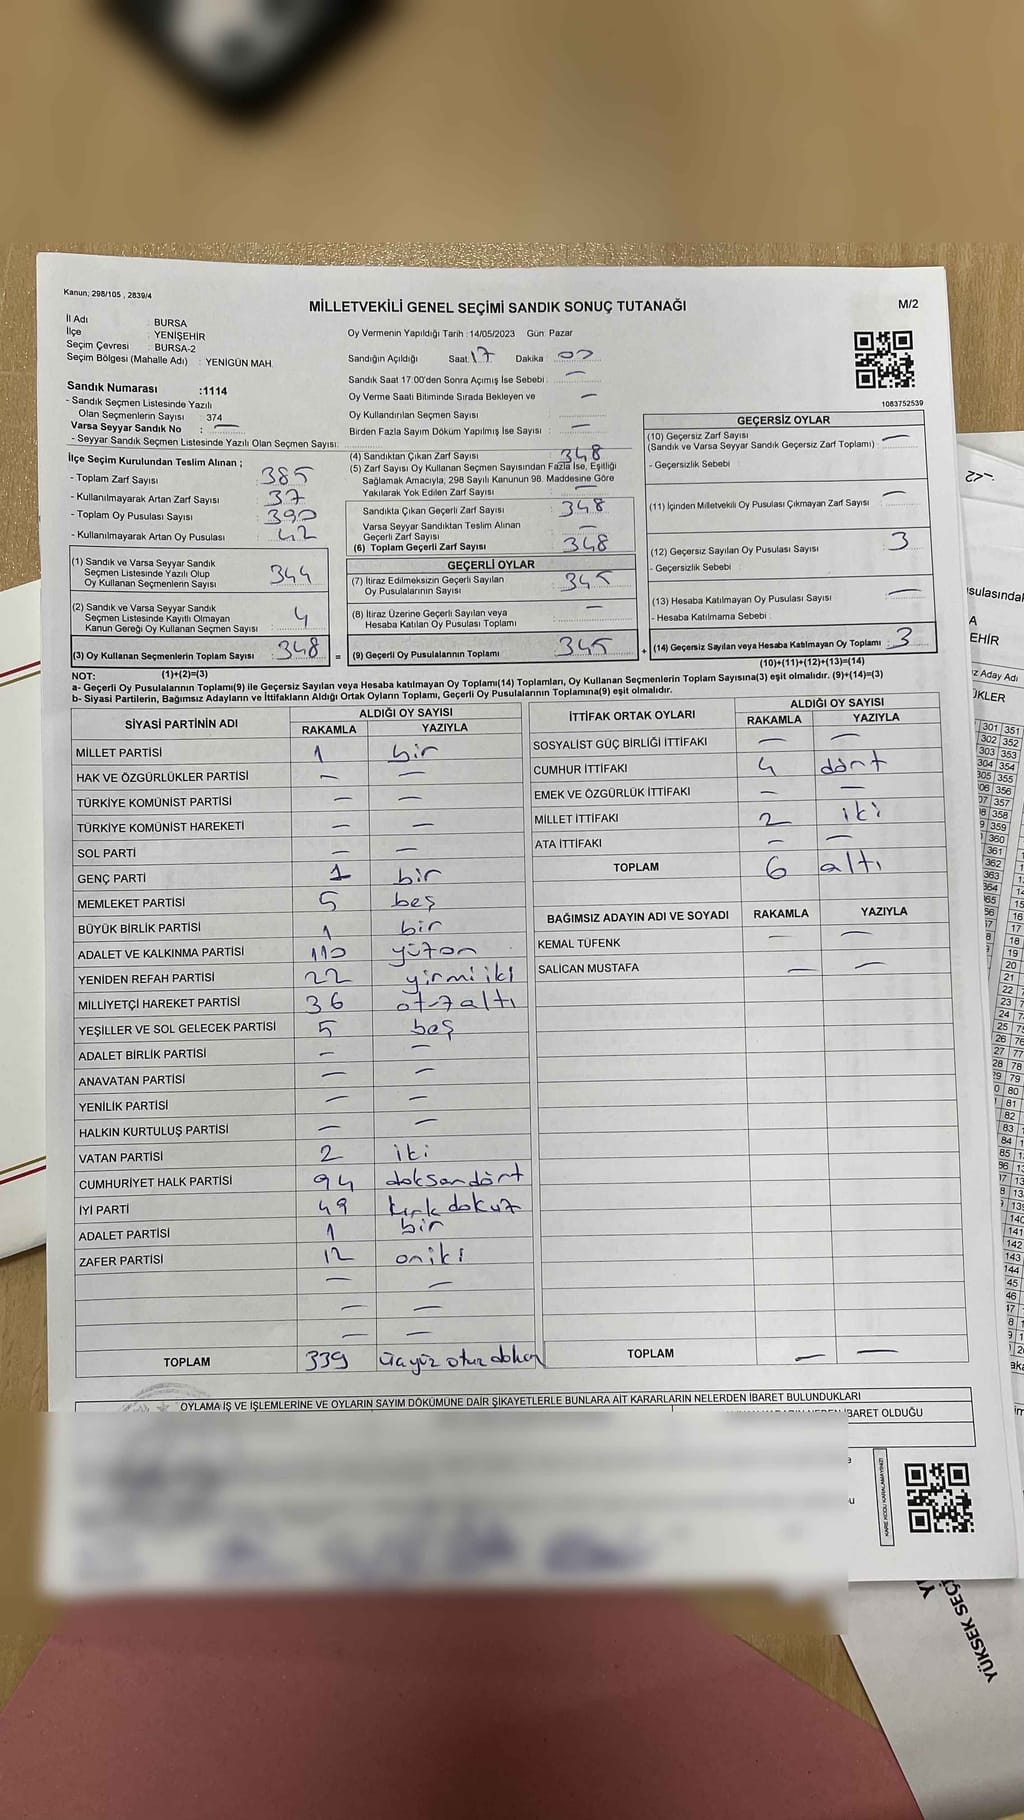 Kanun; 298/105 , 2839/4
MİLLETVEKİLİ GENEL SEÇİMİ SANDIK SONUÇ TUTANAĞI
M/2
İl Adı : BURSA
İlçe : YENİŞEHİR
Seçim Çevresi : BURSA-2
Seçim Bölgesi (Mahalle Adı) : YENİGÜN MAH.
Sandık Numarası :1114
- Sandık Seçmen Listesinde Yazılı
Olan Seçmenlerin Sayısı : 374
Varsa Seyyar Sandık No : —
- Seyyar Sandık Seçmen Listesinde Yazılı Olan Seçmen Sayısı:
Oy Vermenin Yapıldığı Tarih :14/05/2023 Gün: Pazar
Sandığın Açıldığı Saat: 17 Dakika : 00
Sandık Saat 17:00'den Sonra Açımış İse Sebebi : —
Oy Verme Saati Bitiminde Sırada Bekleyen ve —
Oy Kullandırılan Seçmen Sayısı
Birden Fazla Sayım Döküm Yapılmış İse Sayısı : —
1083752539
İlçe Seçim Kurulundan Teslim Alınan ;
- Toplam Zarf Sayısı : 385
- Kullanılmayarak Artan Zarf Sayısı : 37
- Toplam Oy Pusulası Sayısı : 390
- Kullanılmayarak Artan Oy Pusulası : 42
(1) Sandık ve Varsa Seyyar Sandık
Seçmen Listesinde Yazılı Olup
Oy Kullanan Seçmenlerin Sayısı : 344
(2) Sandık ve Varsa Seyyar Sandık
Seçmen Listesinde Kayıtlı Olmayan
Kanun Gereği Oy Kullanan Seçmen Sayısı : 4
(3) Oy Kullanan Seçmenlerin Toplam Sayısı : 348 =
(4) Sandıktan Çıkan Zarf Sayısı : 348
(5) Zarf Sayısı Oy Kullanan Seçmen Sayısından Fazla İse, Eşitliği
Sağlamak Amacıyla, 298 Sayılı Kanunun 98. Maddesine Göre
Yakılarak Yok Edilen Zarf Sayısı : —
Sandıkta Çıkan Geçerli Zarf Sayısı : 348
Varsa Seyyar Sandıktan Teslim Alınan —
Geçerli Zarf Sayısı
(6) Toplam Geçerli Zarf Sayısı : 348
GEÇERLİ OYLAR
(7) İtiraz Edilmeksizin Geçerli Sayılan
Oy Pusulalarının Sayısı : 345
(8) İtiraz Üzerine Geçerli Sayılan veya —
Hesaba Katılan Oy Pusulası Toplamı
(9) Geçerli Oy Pusulalarının Toplamı : 345 +
GEÇERSİZ OYLAR
(10) Geçersiz Zarf Sayısı
(Sandık ve Varsa Seyyar Sandık Geçersiz Zarf Toplamı) : —
- Geçersizlik Sebebi
(11) İçinden Milletvekili Oy Pusulası Çıkmayan Zarf Sayısı : —
(12) Geçersiz Sayılan Oy Pusulası Sayısı : 3
- Geçersizlik Sebebi :
(13) Hesaba Katılmayan Oy Pusulası Sayısı : —
- Hesaba Katılmama Sebebi :
(14) Geçersiz Sayılan veya Hesaba Katılmayan Oy Toplamı : 3
NOT: (1)+(2)=(3)
(10)+(11)+(12)+(13)=(14)
a- Geçerli Oy Pusulalarının Toplamı(9) ile Geçersiz Sayılan veya Hesaba katılmayan Oy Toplamı(14) Toplamları, Oy Kullanan Seçmenlerin Toplam Sayısına(3) eşit olmalıdır. (9)+(14)=(3)
b- Siyasi Partilerin, Bağımsız Adayların ve İttifakların Aldığı Ortak Oyların Toplamı, Geçerli Oy Pusulalarının Toplamına(9) eşit olmalıdır.
SİYASİ PARTİNİN ADI ALDIĞI OY SAYISI
RAKAMLA YAZIYLA
MİLLET PARTİSİ 1 bir
HAK VE ÖZGÜRLÜKLER PARTİSİ — —
TÜRKİYE KOMÜNİST PARTİSİ — —
TÜRKİYE KOMÜNİST HAREKETİ — —
SOL PARTİ — —
GENÇ PARTİ 1 bir
MEMLEKET PARTİSİ 5 beş
BÜYÜK BİRLİK PARTİSİ 1 bir
ADALET VE KALKINMA PARTİSİ 110 yüzon
YENİDEN REFAH PARTİSİ 22 yirmiiki
MİLLİYETÇİ HAREKET PARTİSİ 36 otuzaltı
YEŞİLLER VE SOL GELECEK PARTİSİ 5 beş
ADALET BİRLİK PARTİSİ — —
ANAVATAN PARTİSİ — —
YENİLİK PARTİSİ — —
HALKIN KURTULUŞ PARTİSİ — —
VATAN PARTİSİ 2 iki
CUMHURİYET HALK PARTİSİ 94 doksandört
İYİ PARTİ 49 kırkdokuz
ADALET PARTİSİ 1 bir
ZAFER PARTİSİ 12 oniki
— —
— —
— —
TOPLAM 339 üçyüz otuz dokuz
İTTİFAK ORTAK OYLARI ALDIĞI OY SAYISI
RAKAMLA YAZIYLA
SOSYALİST GÜÇ BİRLİĞİ İTTİFAKI — —
CUMHUR İTTİFAKI 4 dört
EMEK VE ÖZGÜRLÜK İTTİFAKI — —
MİLLET İTTİFAKI 2 iki
ATA İTTİFAKI — —
TOPLAM 6 altı
BAĞIMSIZ ADAYIN ADI VE SOYADI RAKAMLA YAZIYLA
KEMAL TÜFENK — —
SALİCAN MUSTAFA — —
TOPLAM — —
OYLAMA İŞ VE İŞLEMLERİNE VE OYLARIN SAYIM DÖKÜMÜNE DAİR ŞİKAYETLERLE BUNLARA AİT KARARLARIN NELERDEN İBARET BULUNDUKLARI
İBARET OLDUĞU
KARE KODU KARALAMAYINIZ!
YÜKSEK SEÇ